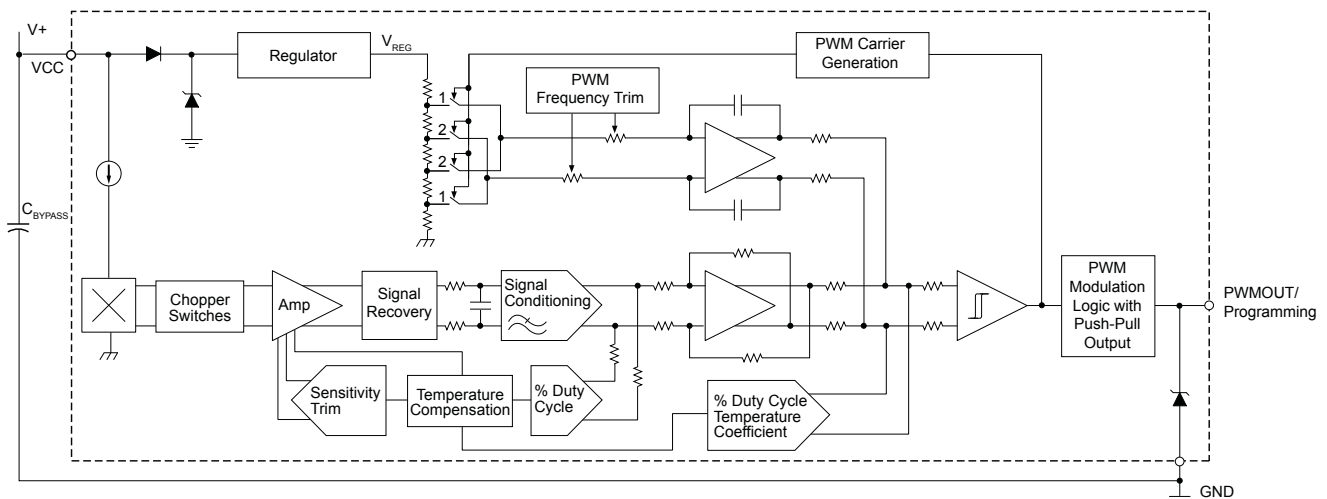 V+
VCC
Regulator
VREG
PWM Carrier
Generation
PWM
Frequency Trim
1
2
2
1
CBYPASS
Chopper
Switches
Amp
Signal
Recovery
Signal
Conditioning
PWM
Modulation
Logic with
Push-Pull
Output
PWMOUT/
Programming
Sensitivity
Trim
Temperature
Compensation
% Duty
Cycle
% Duty Cycle
Temperature
Coefficient
GND